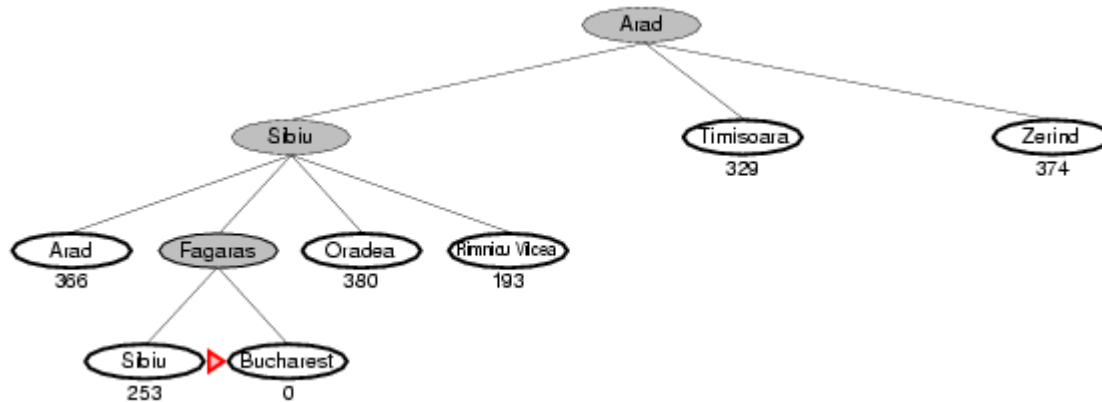 Arad
Sibiu
Timisoara
Zerind
329
374
Arad
Fagaras
Oradea
Rimnicu Vilcea
366
380
193
Sibiu
Bucharest
253
0